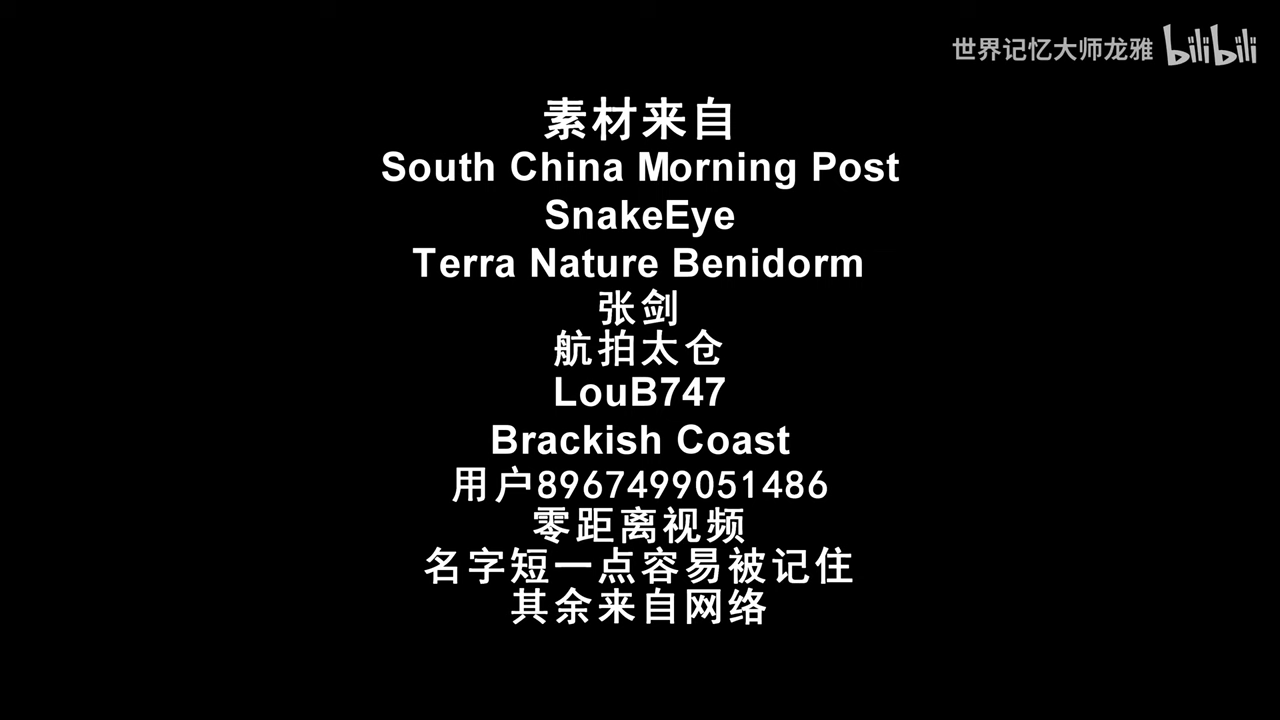 世界记忆大师龙雅 bilibili
素材来自
South China Morning Post
SnakeEye
Terra Nature Benidorm
张剑
航拍太仓
LouB747
Brackish Coast
用户8967499051486
零距离视频
名字短一点容易被记住
其余来自网络